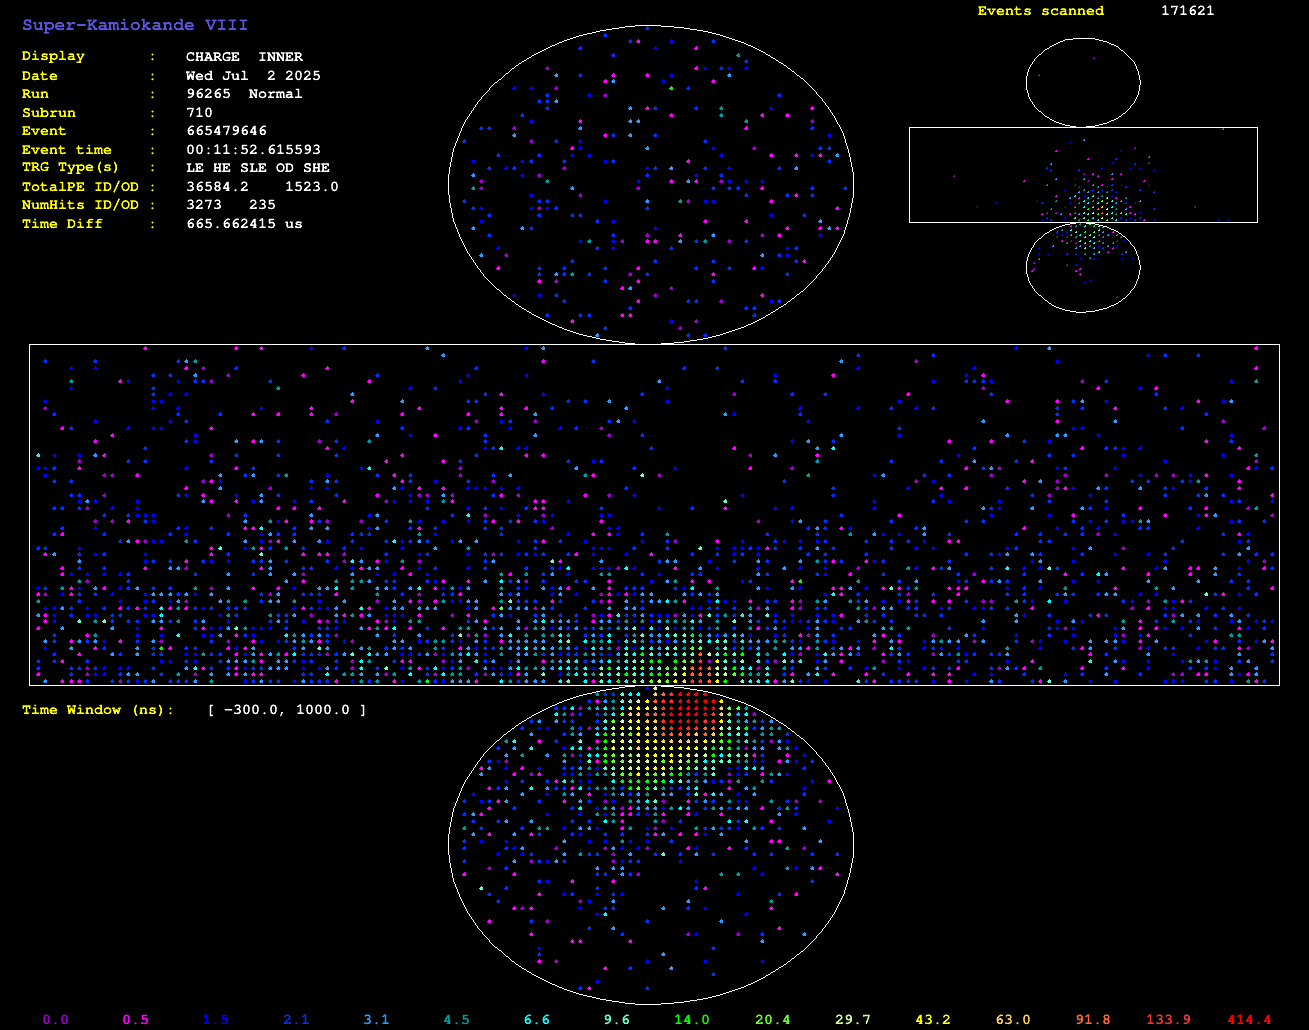 Super-Kamiokande VIII
Events scanned 171621
Display : CHARGE INNER
Date : Wed Jul 2 2025
Run : 96265 Normal
Subrun : 710
Event : 665479646
Event time : 00:11:52.615593
TRG Type(s) : LE HE SLE OD SHE
TotalPE ID/OD : 36584.2 1523.0
NumHits ID/OD : 3273 235
Time Diff : 665.662415 us
Time Window (ns): [ -300.0, 1000.0 ]
0.0 0.5 1.5 2.1 3.1 4.5 6.6 9.6 14.0 20.4 29.7 43.2 63.0 91.8 133.9 414.4